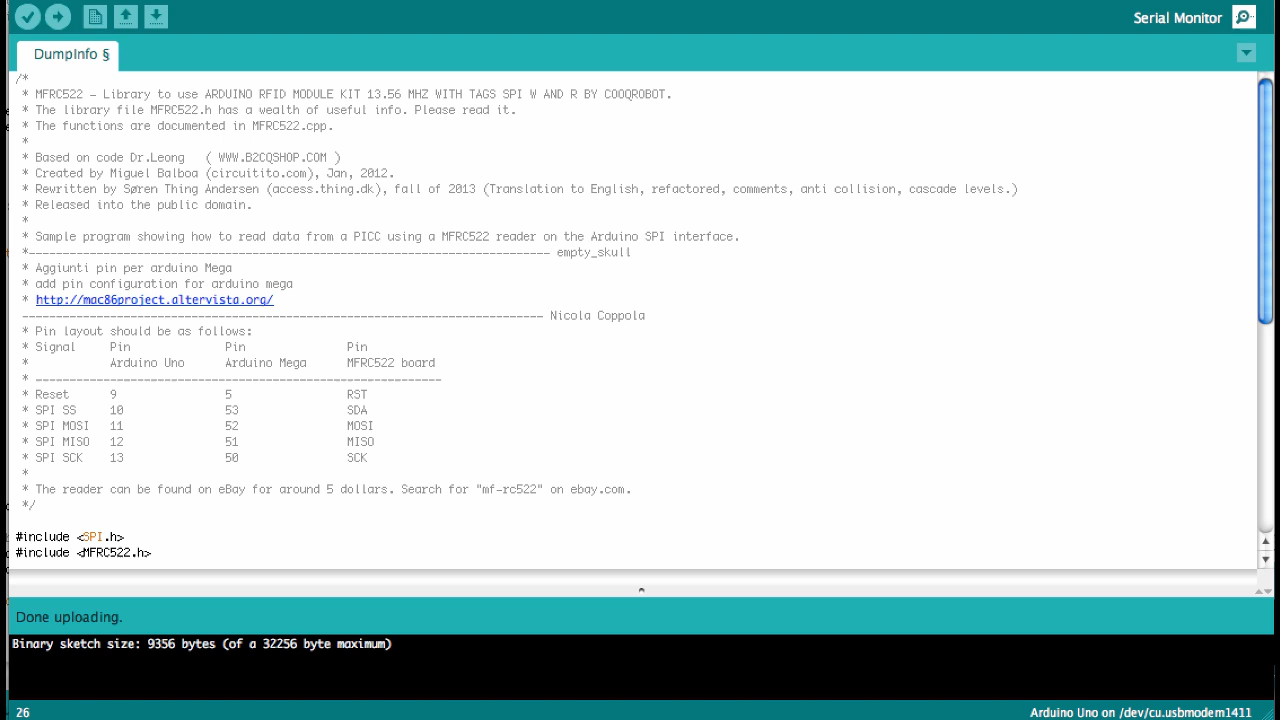 Serial Monitor
DumpInfo §
/*
* MFRC522 - Library to use ARDUINO RFID MODULE KIT 13.56 MHZ WITH TAGS SPI W AND R BY COOQROBOT.
* The library file MFRC522.h has a wealth of useful info. Please read it.
* The functions are documented in MFRC522.cpp.
*
* Based on code Dr.Leong ( WWW.B2CQSHOP.COM )
* Created by Miguel Balboa (circuitito.com), Jan, 2012.
* Rewritten by Søren Thing Andersen (access.thing.dk), fall of 2013 (Translation to English, refactored, comments, anti collision, cascade levels.)
* Released into the public domain.
*
* Sample program showing how to read data from a PICC using a MFRC522 reader on the Arduino SPI interface.
*----------------------------------------------------------------------------- empty_skull
* Aggiunti pin per arduino Mega
* add pin configuration for arduino mega
* http://mac86project.altervista.org/
----------------------------------------------------------------------------- Nicola Coppola
* Pin layout should be as follows:
* Signal Pin Pin Pin
* Arduino Uno Arduino Mega MFRC522 board
* ------------------------------------------------------------
* Reset 9 5 RST
* SPI SS 10 53 SDA
* SPI MOSI 11 52 MOSI
* SPI MISO 12 51 MISO
* SPI SCK 13 50 SCK
*
* The reader can be found on eBay for around 5 dollars. Search for "mf-rc522" on ebay.com.
*/
#include <SPI.h>
#include <MFRC522.h>
Done uploading.
Binary sketch size: 9356 bytes (of a 32256 byte maximum)
26
Arduino Uno on /dev/cu.usbmodem1411